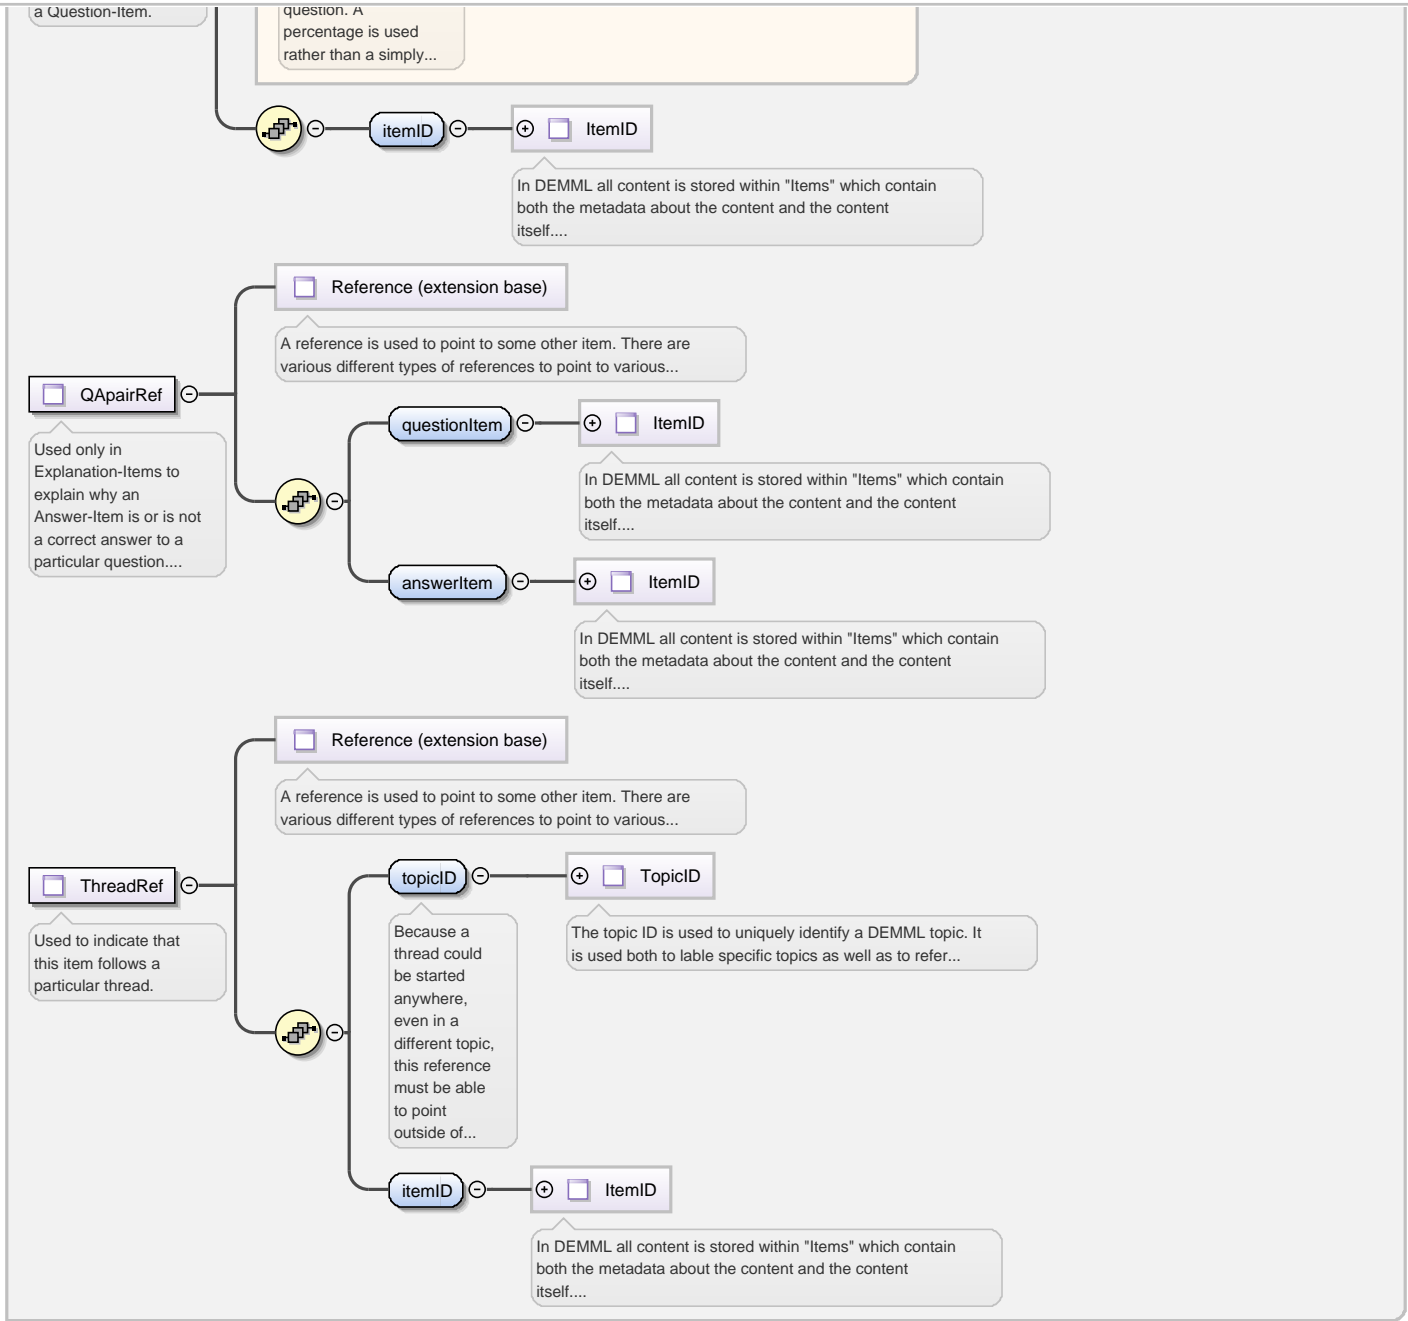 a Question-Item.
question. A
percentage is used
rather than a simply...
itemID
ItemID
In DEMML all content is stored within "Items" which contain
both the metadata about the content and the content
itself....
Reference (extension base)
A reference is used to point to some other item. There are
various different types of references to point to various...
QApairRef
Used only in
Explanation-Items to
explain why an
Answer-Item is or is not
a correct answer to a
particular question....
questionItem
ItemID
In DEMML all content is stored within "Items" which contain
both the metadata about the content and the content
itself....
answerItem
ItemID
In DEMML all content is stored within "Items" which contain
both the metadata about the content and the content
itself....
Reference (extension base)
A reference is used to point to some other item. There are
various different types of references to point to various...
ThreadRef
Used to indicate that
this item follows a
particular thread.
topicID
TopicID
Because a
thread could
be started
anywhere,
even in a
different topic,
this reference
must be able
to point
outside of...
The topic ID is used to uniquely identify a DEMML topic. It
is used both to lable specific topics as well as to refer...
itemID
ItemID
In DEMML all content is stored within "Items" which contain
both the metadata about the content and the content
itself....